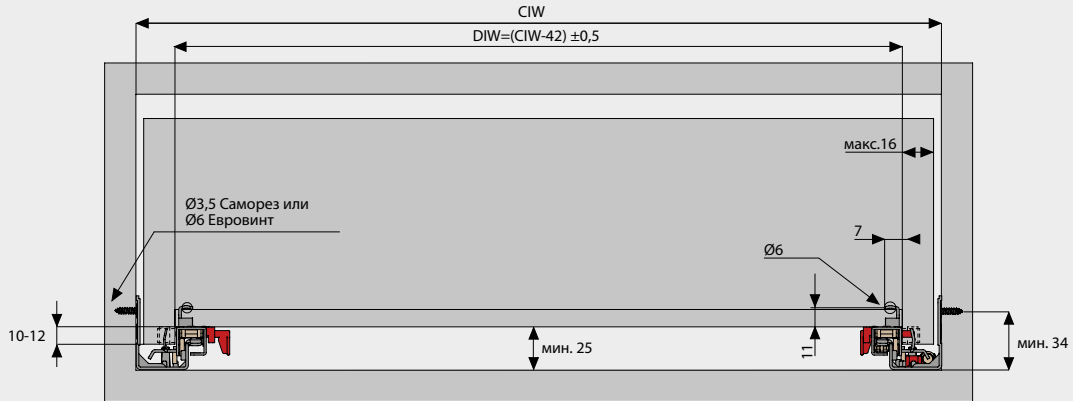 CIW
DIW=(CIW-42) ±0,5
макс.16
Ø3,5 Саморез или
Ø6 Евровинт
7
Ø6
10-12
мин. 25
11
мин. 34